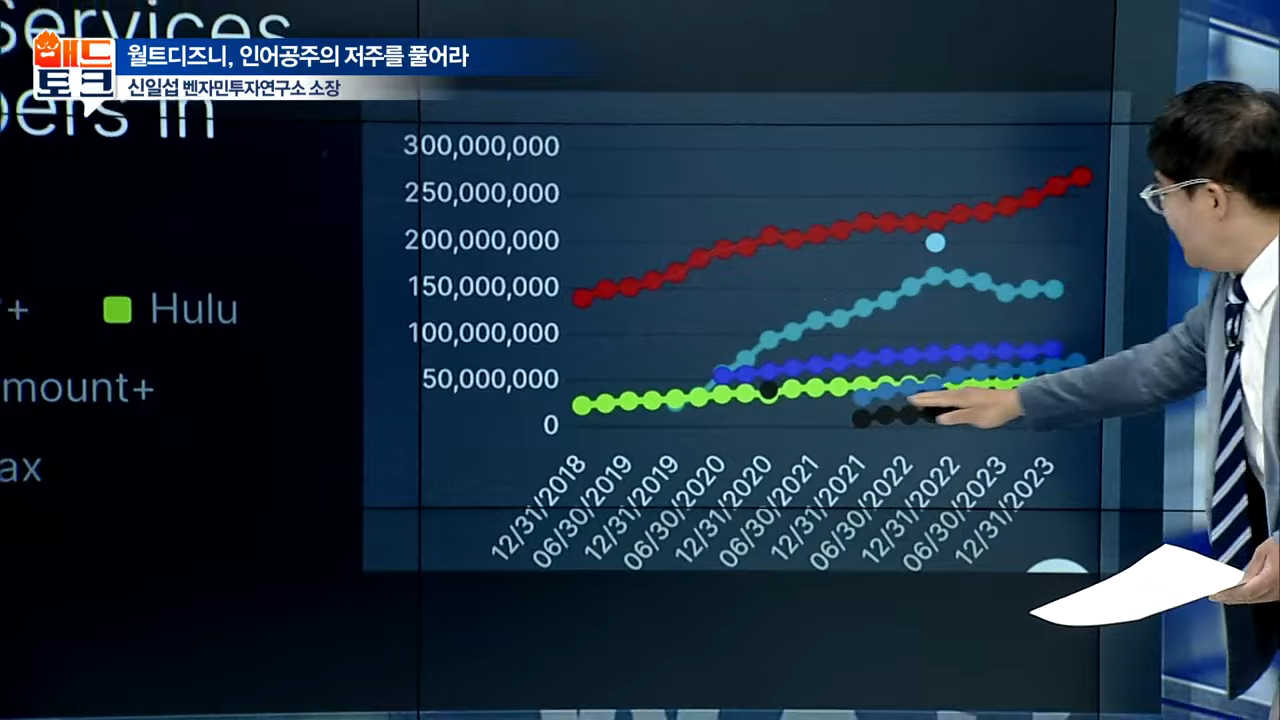 Services
매드
토크
월트디즈니, 인어공주의 저주를 풀어라
신일섭 벤자민투자연구소 소장
bers in
300,000,000
250,000,000
200,000,000
150,000,000
100,000,000
50,000,000
0
+
Hulu
mount+
ax
12/31/2018
06/30/2019
12/31/2019
06/30/2020
12/31/2020
06/30/2021
12/31/2021
06/30/2022
12/31/2022
06/30/2023
12/31/2023